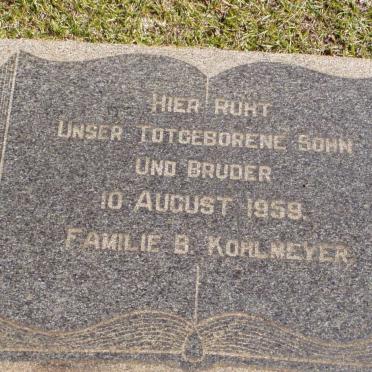 HIER RUHT
UNSER TOTGEBORENE SOHN
UND BRUDER
10 AUGUST 1959.
FAMILIE B. KOHLMEYER.